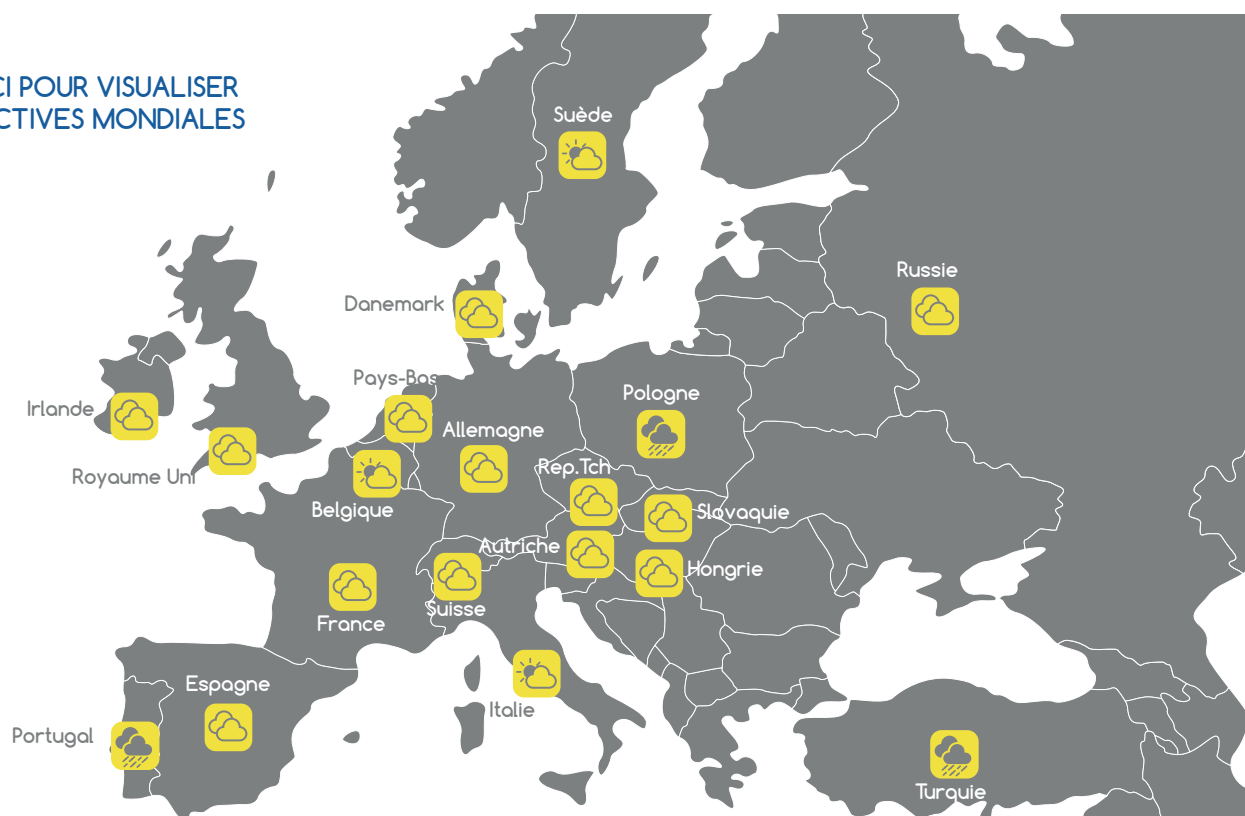 CI POUR VISUALISER
CTIVES MONDIALES
Suède
Russie
Danemark
Pays-Bas
Pologne
Irlande
Allemagne
Rep.Tch
Royaume Uni
Belgique
Slovaquie
Autriche
Hongrie
Suisse
France
Espagne
Italie
Portugal
Turquie